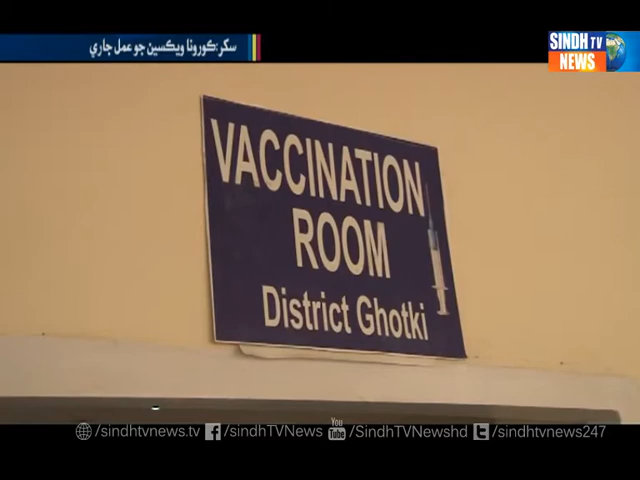 سکر:ڪورونا ويڪسين جو عمل جاري
SINDH TV
NEWS
VACCINATION
ROOM
District Ghotki
/sindhtvnews.tv /sindhTVNews You Tube /SindhTVNewshd /sindhtvnews247